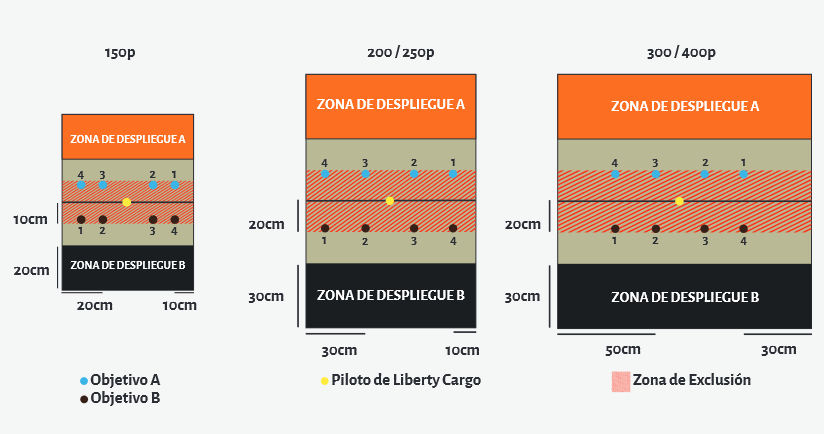 150p
200 / 250p
300 / 400p
ZONA DE DESPLIEGUE A
4 3 2 1
10cm
1 2 3 4
20cm
ZONA DE DESPLIEGUE B
20cm
10cm
ZONA DE DESPLIEGUE A
4 3 2 1
20cm
1 2 3 4
30cm
ZONA DE DESPLIEGUE B
30cm
10cm
ZONA DE DESPLIEGUE A
4 3 2 1
20cm
1 2 3 4
30cm
ZONA DE DESPLIEGUE B
50cm
30cm
Objetivo A
Objetivo B
Piloto de Liberty Cargo
Zona de Exclusión